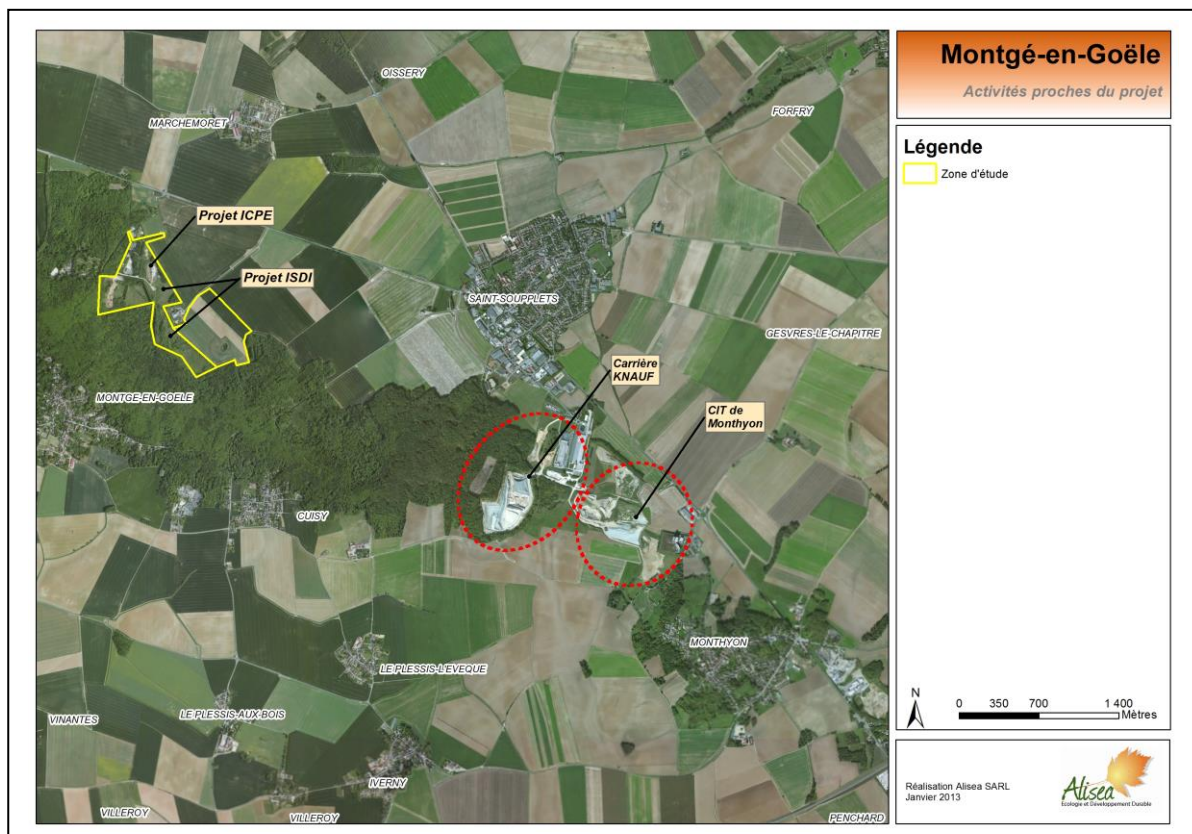 Montgé-en-Goële
Activités proches du projet
Légende
Zone d'étude
OISSERY
FORFRY
MARCHEMORET
Projet ICPE
Projet ISDI
SAINT-SOUPPLETS
GESVRES-LE-CHAPITRE
Carrière
KNAUF
MONTGE-EN-GOELE
CIT de
Monthyon
CUISY
MONTHYON
LE PLESSIS-L'EVEQUE
VINANTES
LE PLESSIS-AUX-BOIS
IVERNY
VILLEROY
VILLEROY
PENCHARD
N
0 350 700 1 400
Mètres
Réalisation Alisea SARL
Janvier 2013
Alisea
Ecologie et Développement Durable